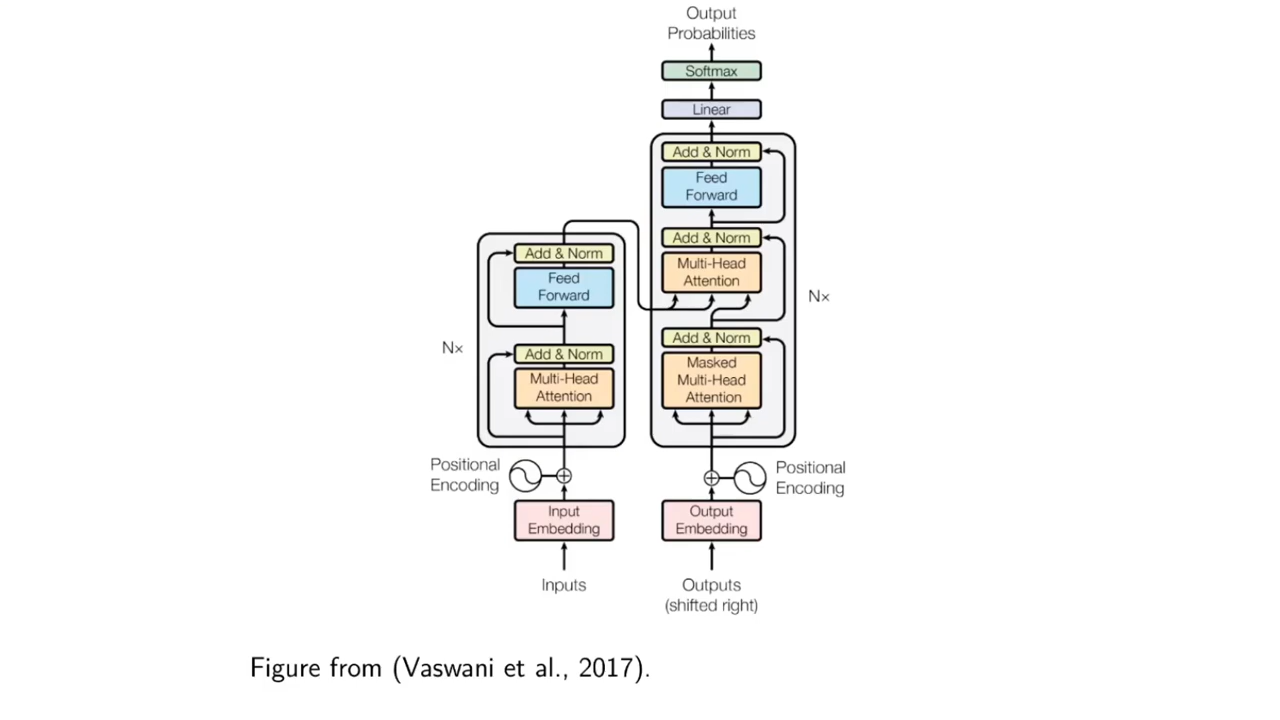 Output
Probabilities
Softmax
Linear
Add & Norm
Feed
Forward
Add & Norm
Multi-Head
Attention
Nx
Add & Norm
Masked
Multi-Head
Attention
Add & Norm
Feed
Forward
Nx
Add & Norm
Multi-Head
Attention
Positional
Encoding
Positional
Encoding
Input
Embedding
Output
Embedding
Inputs
Outputs
(shifted right)
Figure from (Vaswani et al., 2017).